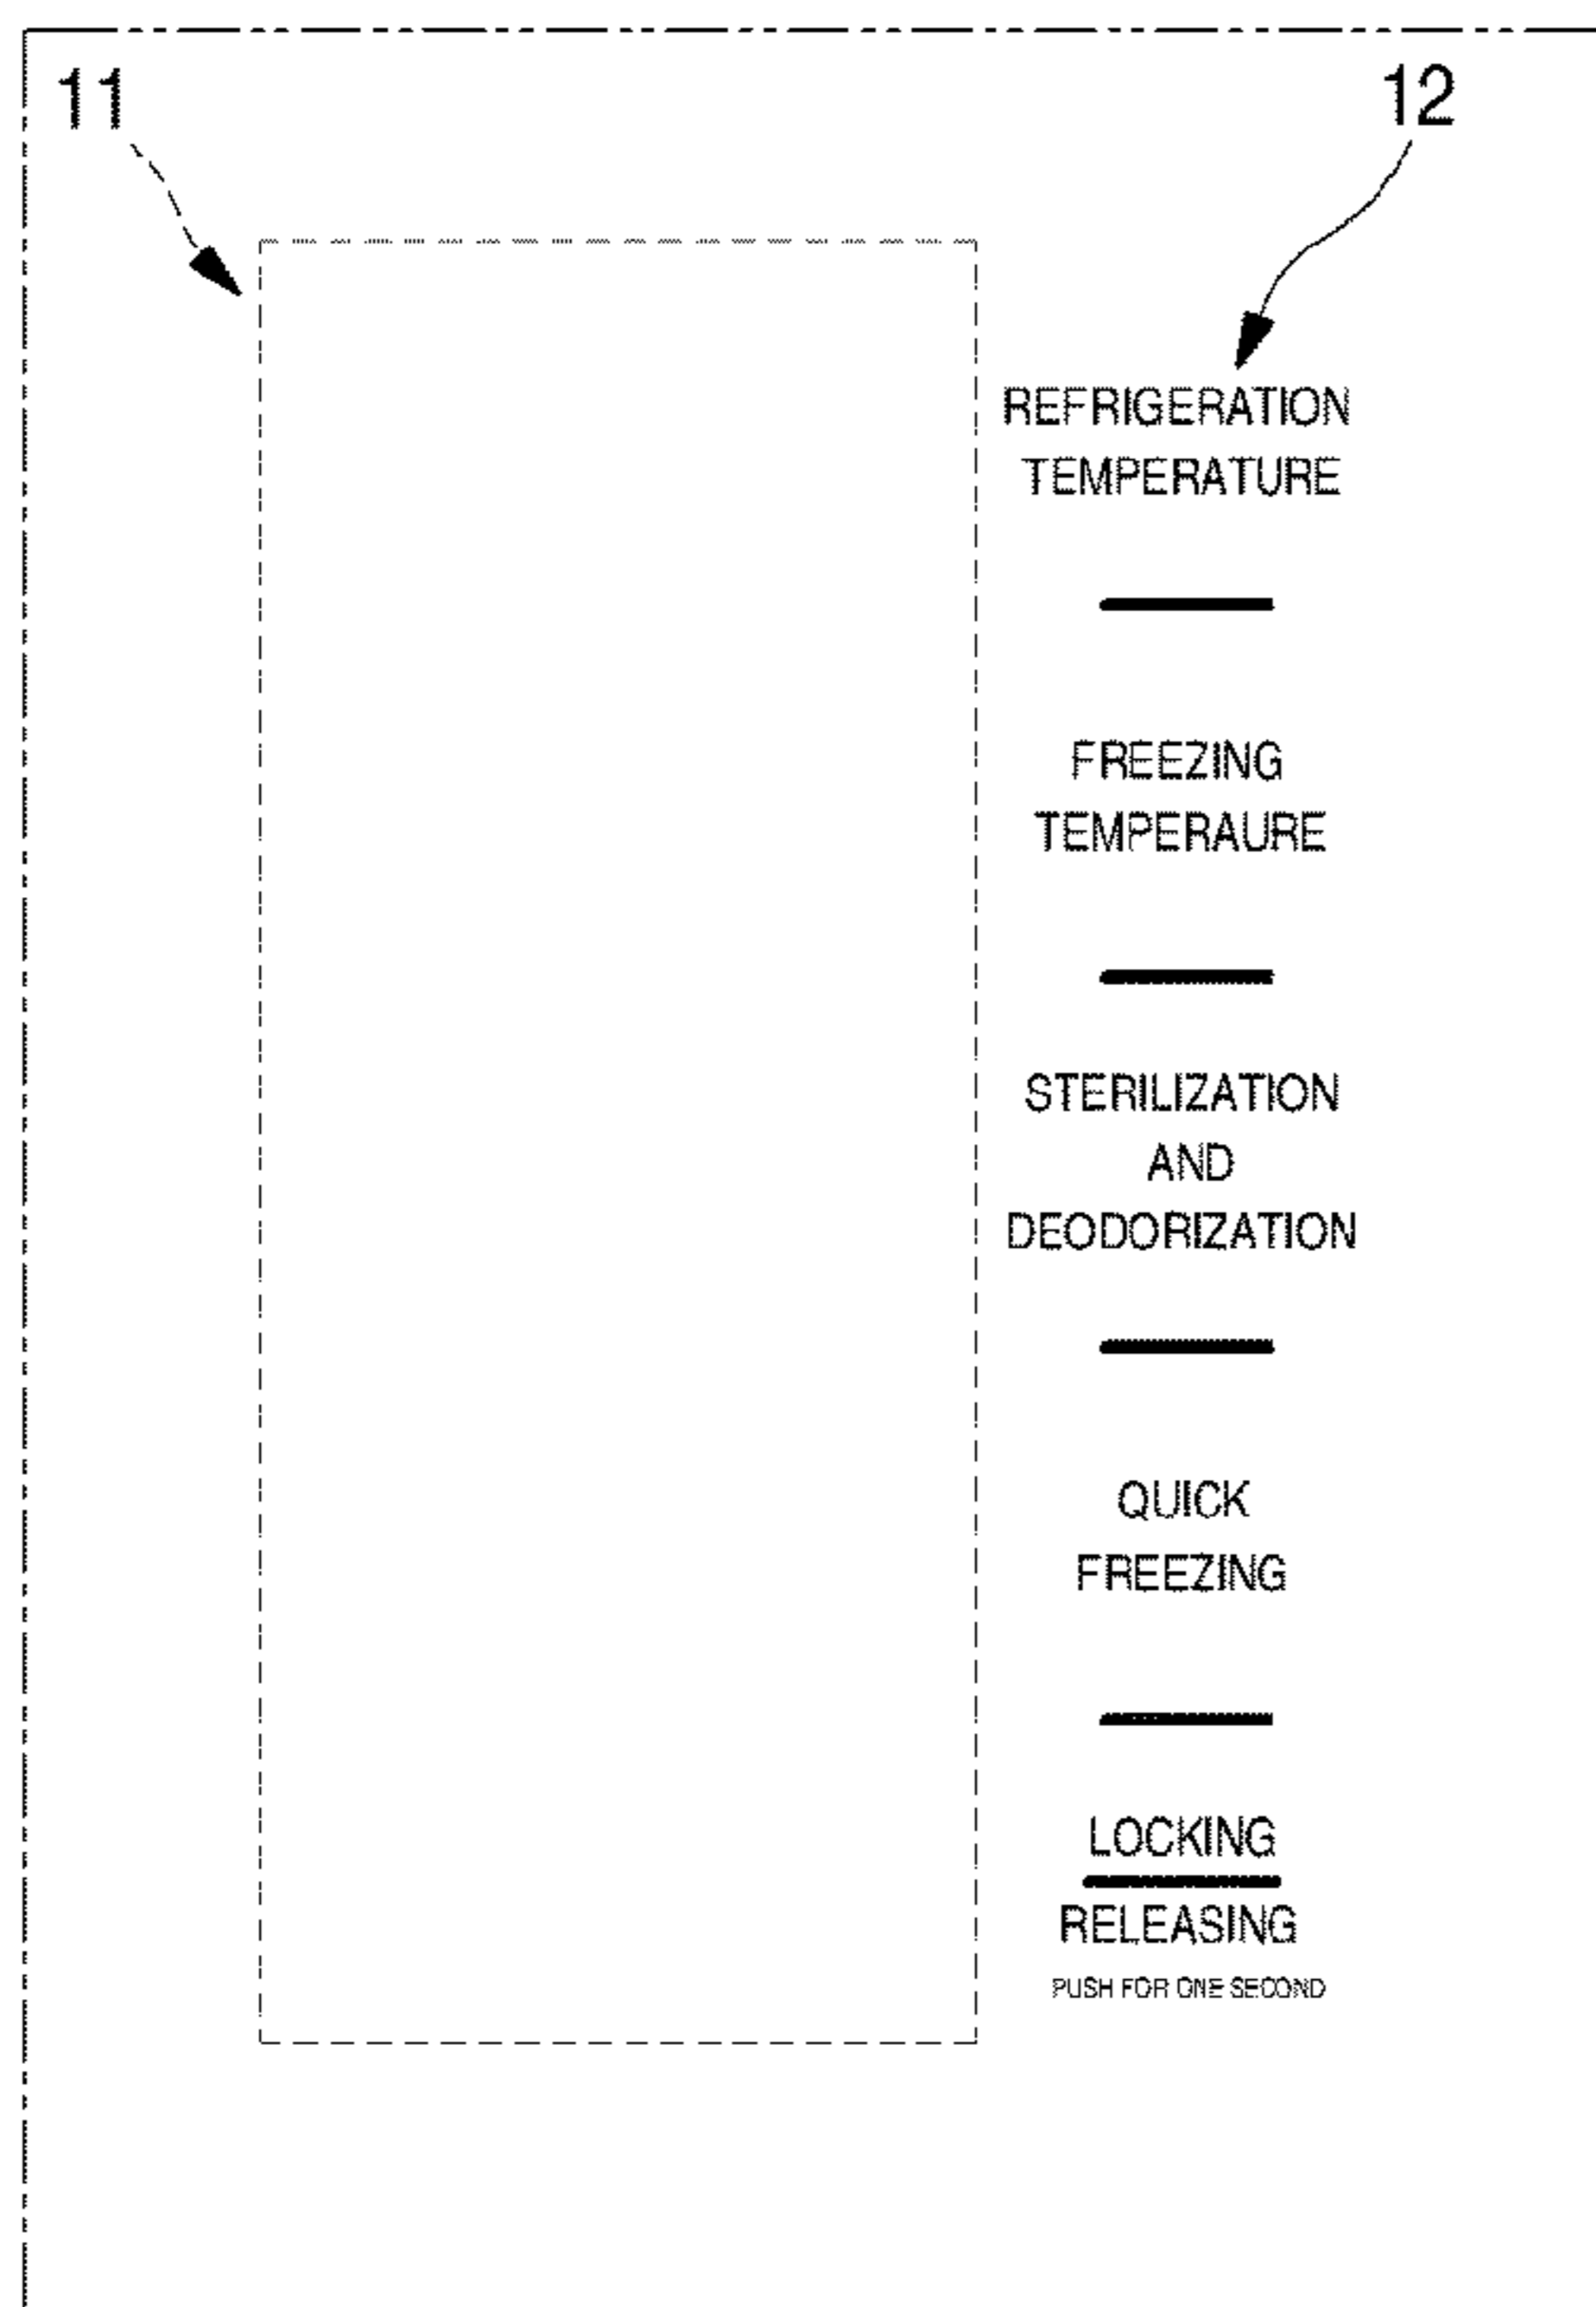 11
12
REFRIGERATION
TEMPERATURE
FREEZING
TEMPERAURE
STERILIZATION
AND
DEODORIZATION
QUICK
FREEZING
LOCKING
RELEASING
PUSH FOR ONE SECOND